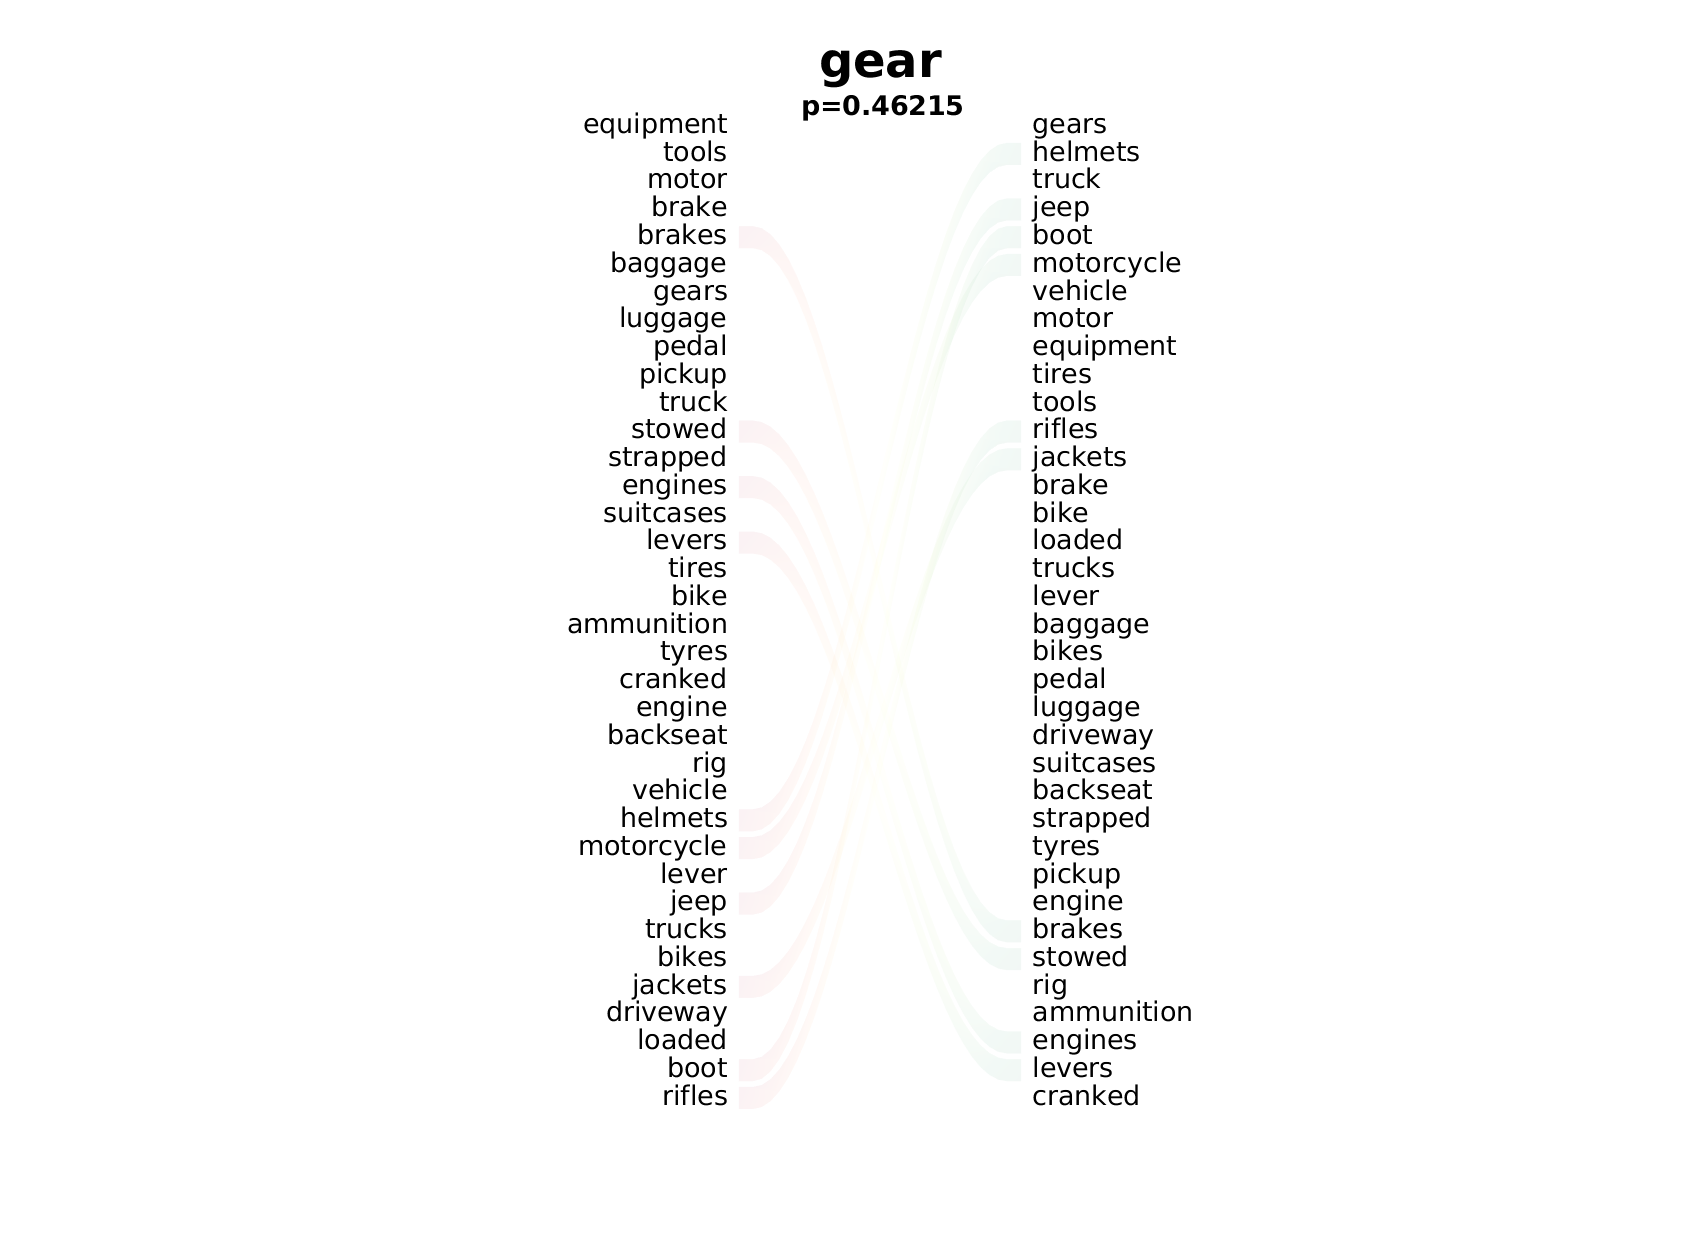 gear
p=0.46215
equipment gears
tools helmets
motor truck
brake jeep
brakes boot
baggage motorcycle
gears vehicle
luggage motor
pedal equipment
pickup tires
truck tools
stowed rifles
strapped jackets
engines brake
suitcases bike
levers loaded
tires trucks
bike lever
ammunition baggage
tyres bikes
cranked pedal
engine luggage
backseat driveway
rig suitcases
vehicle backseat
helmets strapped
motorcycle tyres
lever pickup
jeep engine
trucks brakes
bikes stowed
jackets rig
driveway ammunition
loaded engines
boot levers
rifles cranked